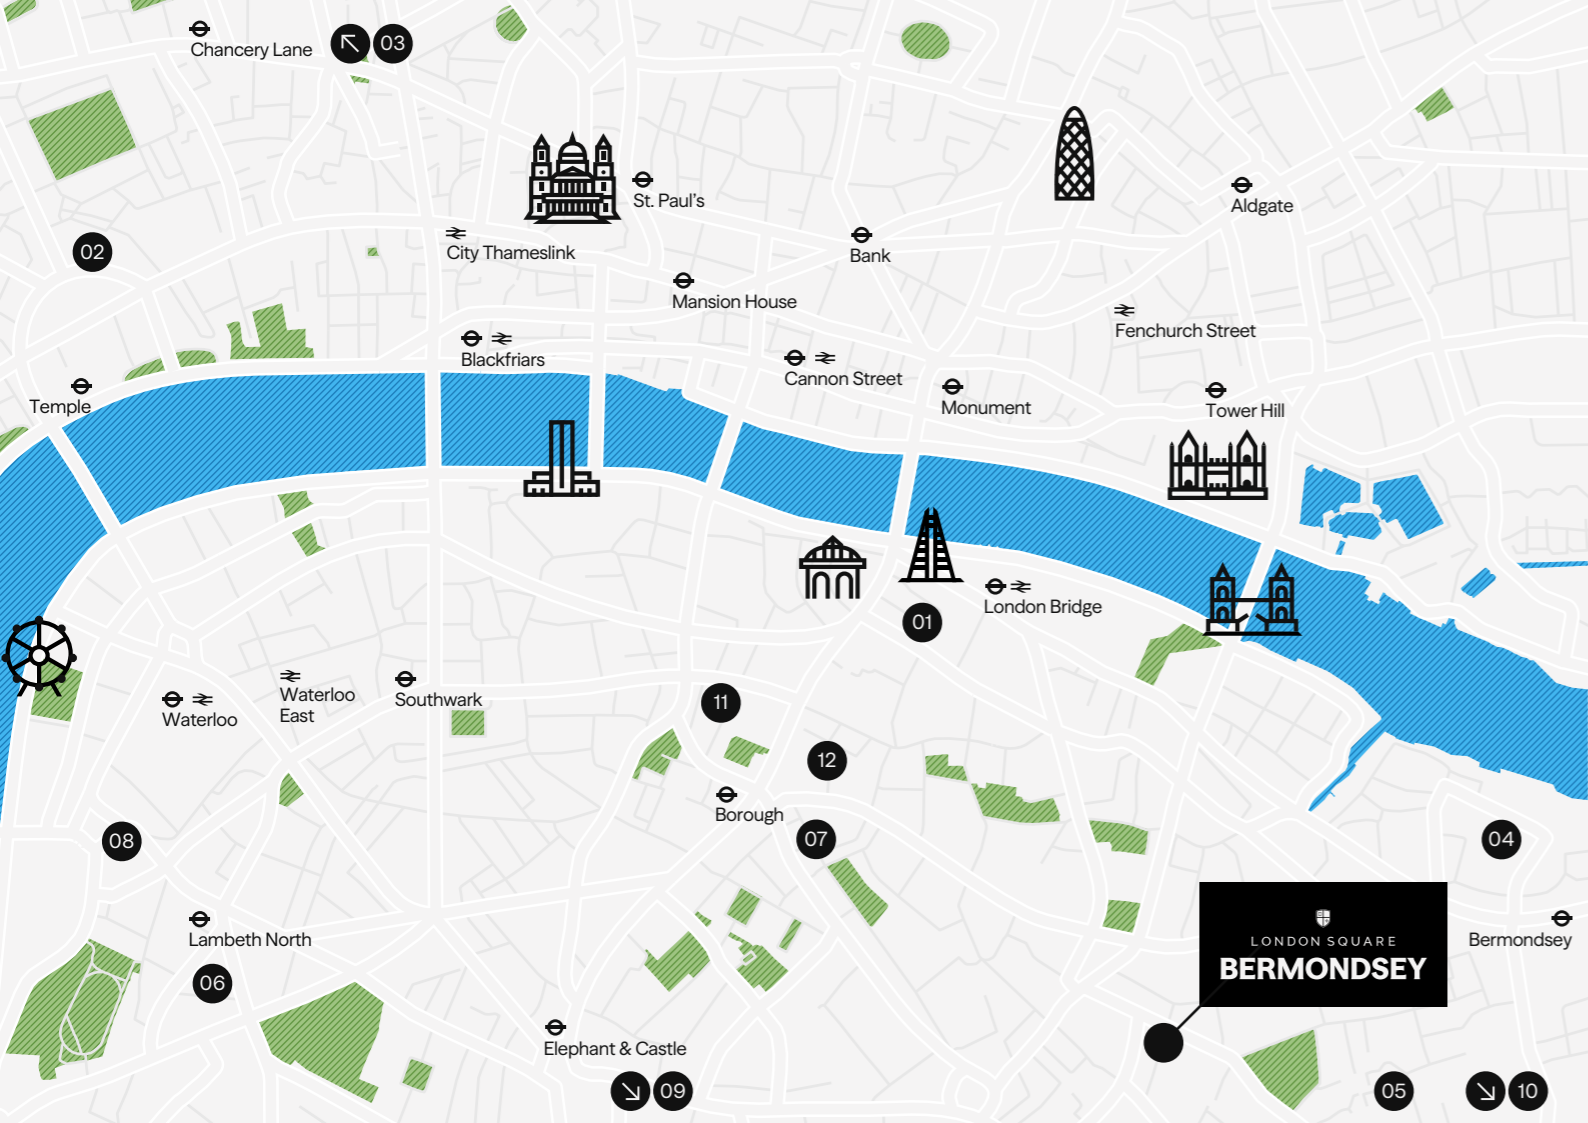 Chancery Lane
03
St. Paul's
Aldgate
02
City Thameslink
Bank
Mansion House
Fenchurch Street
Blackfriars
Cannon Street
Temple
Monument
Tower Hill
London Bridge
01
Waterloo
East
Southwark
Waterloo
11
12
Borough
08
07
04
LONDON SQUARE
BERMONDSEY
Lambeth North
Bermondsey
06
Elephant & Castle
09
05
10